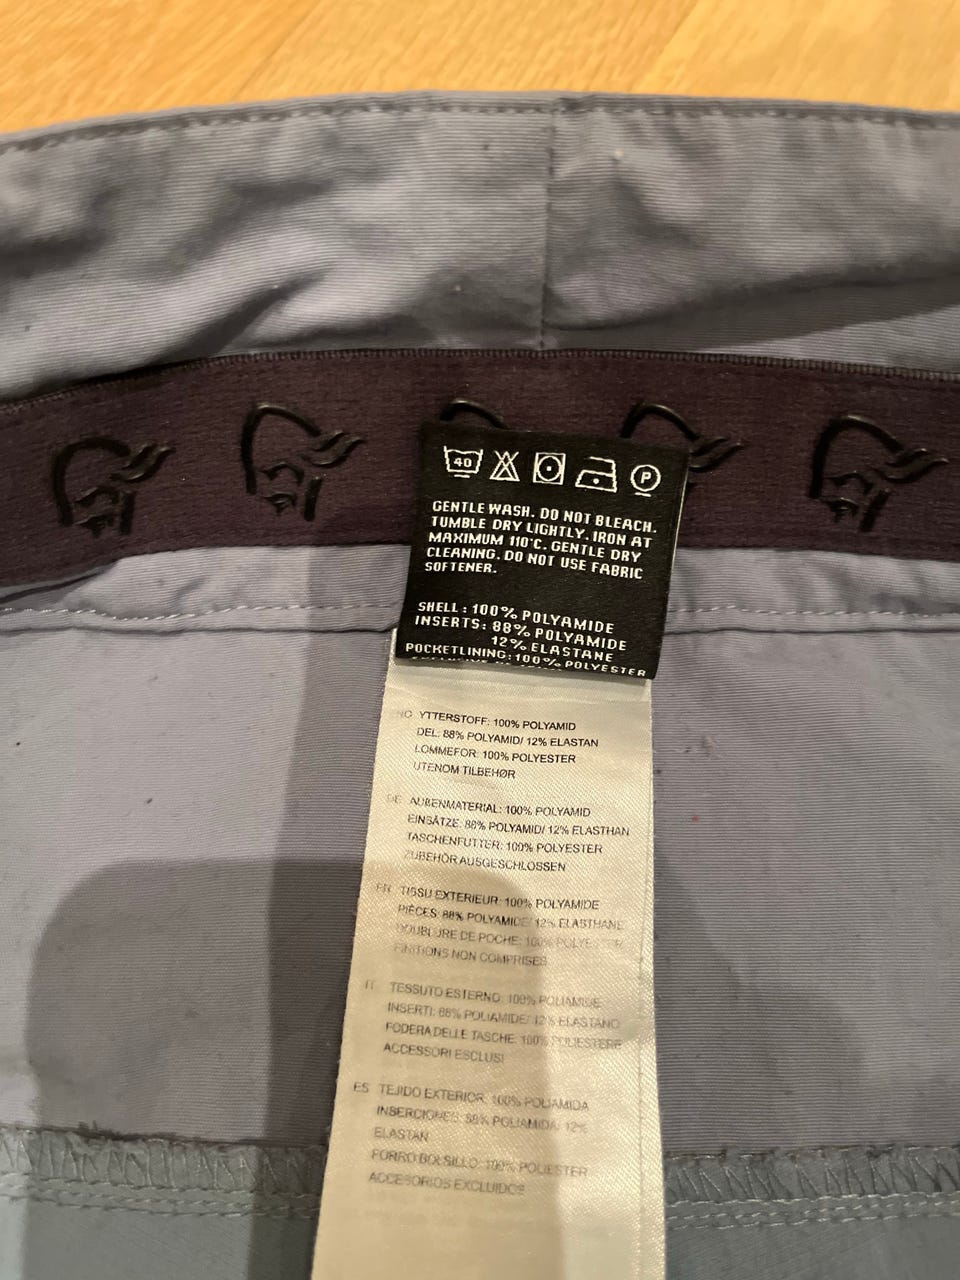 40
P
GENTLE WASH. DO NOT BLEACH.
TUMBLE DRY LIGHTLY. IRON AT
MAXIMUM 110°C. GENTLE DRY
CLEANING. DO NOT USE FABRIC
SOFTENER.
SHELL: 100% POLYAMIDE
INSERTS: 88% POLYAMIDE
12% ELASTANE
POCKETLINING: 100% POLYESTER
NO YTTERSTOFF: 100% POLYAMID
DEL: 88% POLYAMID/ 12% ELASTAN
LOMMEFOR: 100% POLYESTER
UTENOM TILBEHØR
DE AUßENMATERIAL: 100% POLYAMID
EINSÄTZE: 88% POLYAMID/ 12% ELASTHAN
TASCHENFUTTER: 100% POLYESTER
ZUBEHÖR AUSGESCHLOSSEN
FR TISSU EXTERIEUR: 100% POLYAMIDE
PIÈCES: 88% POLYAMIDE/ 12% ELASTHANE
DOUBLURE DE POCHE: 100% POLYESTER
FINITIONS NON COMPRISES
IT TESSUTO ESTERNO: 100% POLIAMIDE
INSERTI: 88% POLIAMIDE/ 12% ELASTANO
FODERA DELLE TASCHE: 100% POLIESTERE
ACCESSORI ESCLUSI
ES TEJIDO EXTERIOR: 100% POLIAMIDA
INSERCIONES: 88% POLIAMIDA/ 12%
ELASTAN
FORRO BOLSILLO: 100% POLIESTER
ACCESORIOS EXCLUIDOS